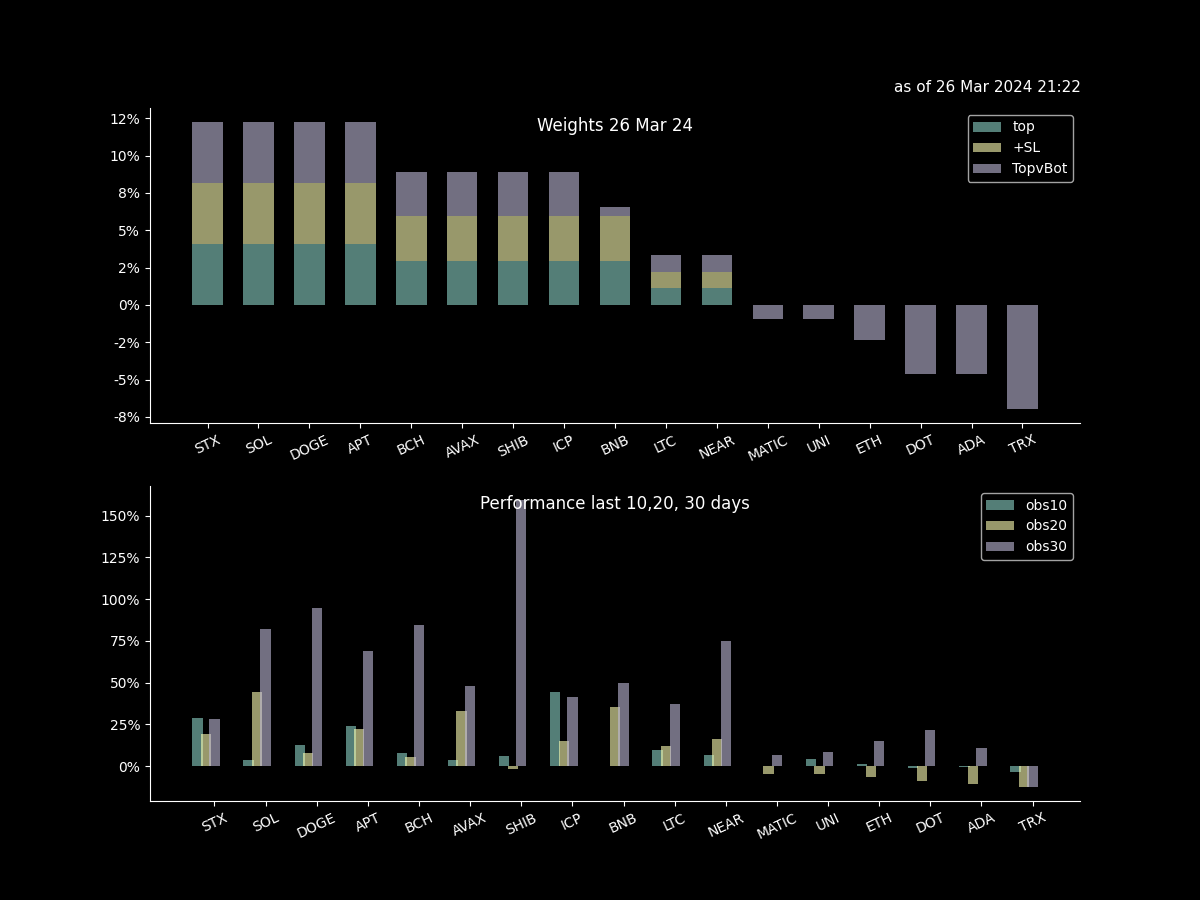 as of 26 Mar 2024 21:22
Weights 26 Mar 24
top
+SL
TopvBot
12%
10%
8%
5%
2%
0%
-2%
-5%
-8%
STX SOL DOGE APT BCH AVAX SHIB ICP BNB LTC NEAR MATIC UNI ETH DOT ADA TRX
Performance last 10,20, 30 days
obs10
obs20
obs30
150%
125%
100%
75%
50%
25%
0%
STX SOL DOGE APT BCH AVAX SHIB ICP BNB LTC NEAR MATIC UNI ETH DOT ADA TRX